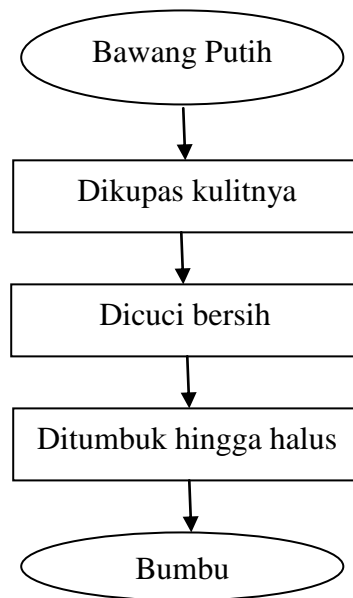 Bawang Putih
Dikupas kulitnya
Dicuci bersih
Ditumbuk hingga halus
Bumbu